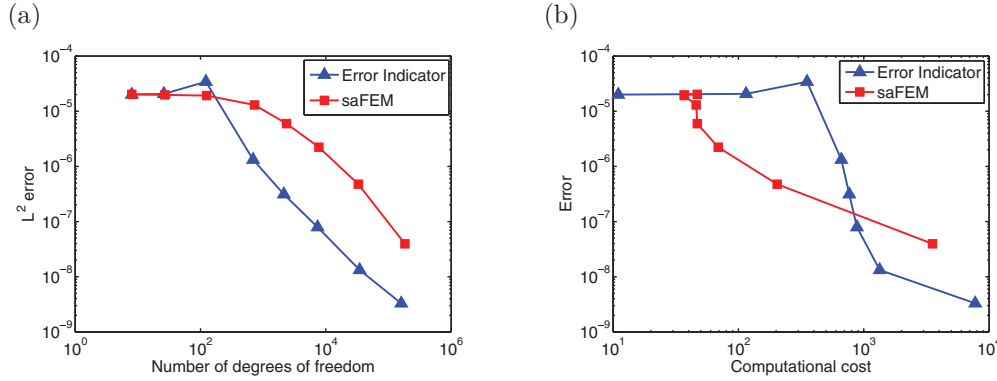 (a)
10^-4
10^-5
10^-6
10^-7
10^-8
10^-9
L^2 error
Error Indicator
saFEM
10^0
10^2
10^4
10^6
Number of degrees of freedom
(b)
10^-4
10^-5
10^-6
10^-7
10^-8
10^-9
Error
Error Indicator
saFEM
10^1
10^2
10^3
10^4
Computational cost